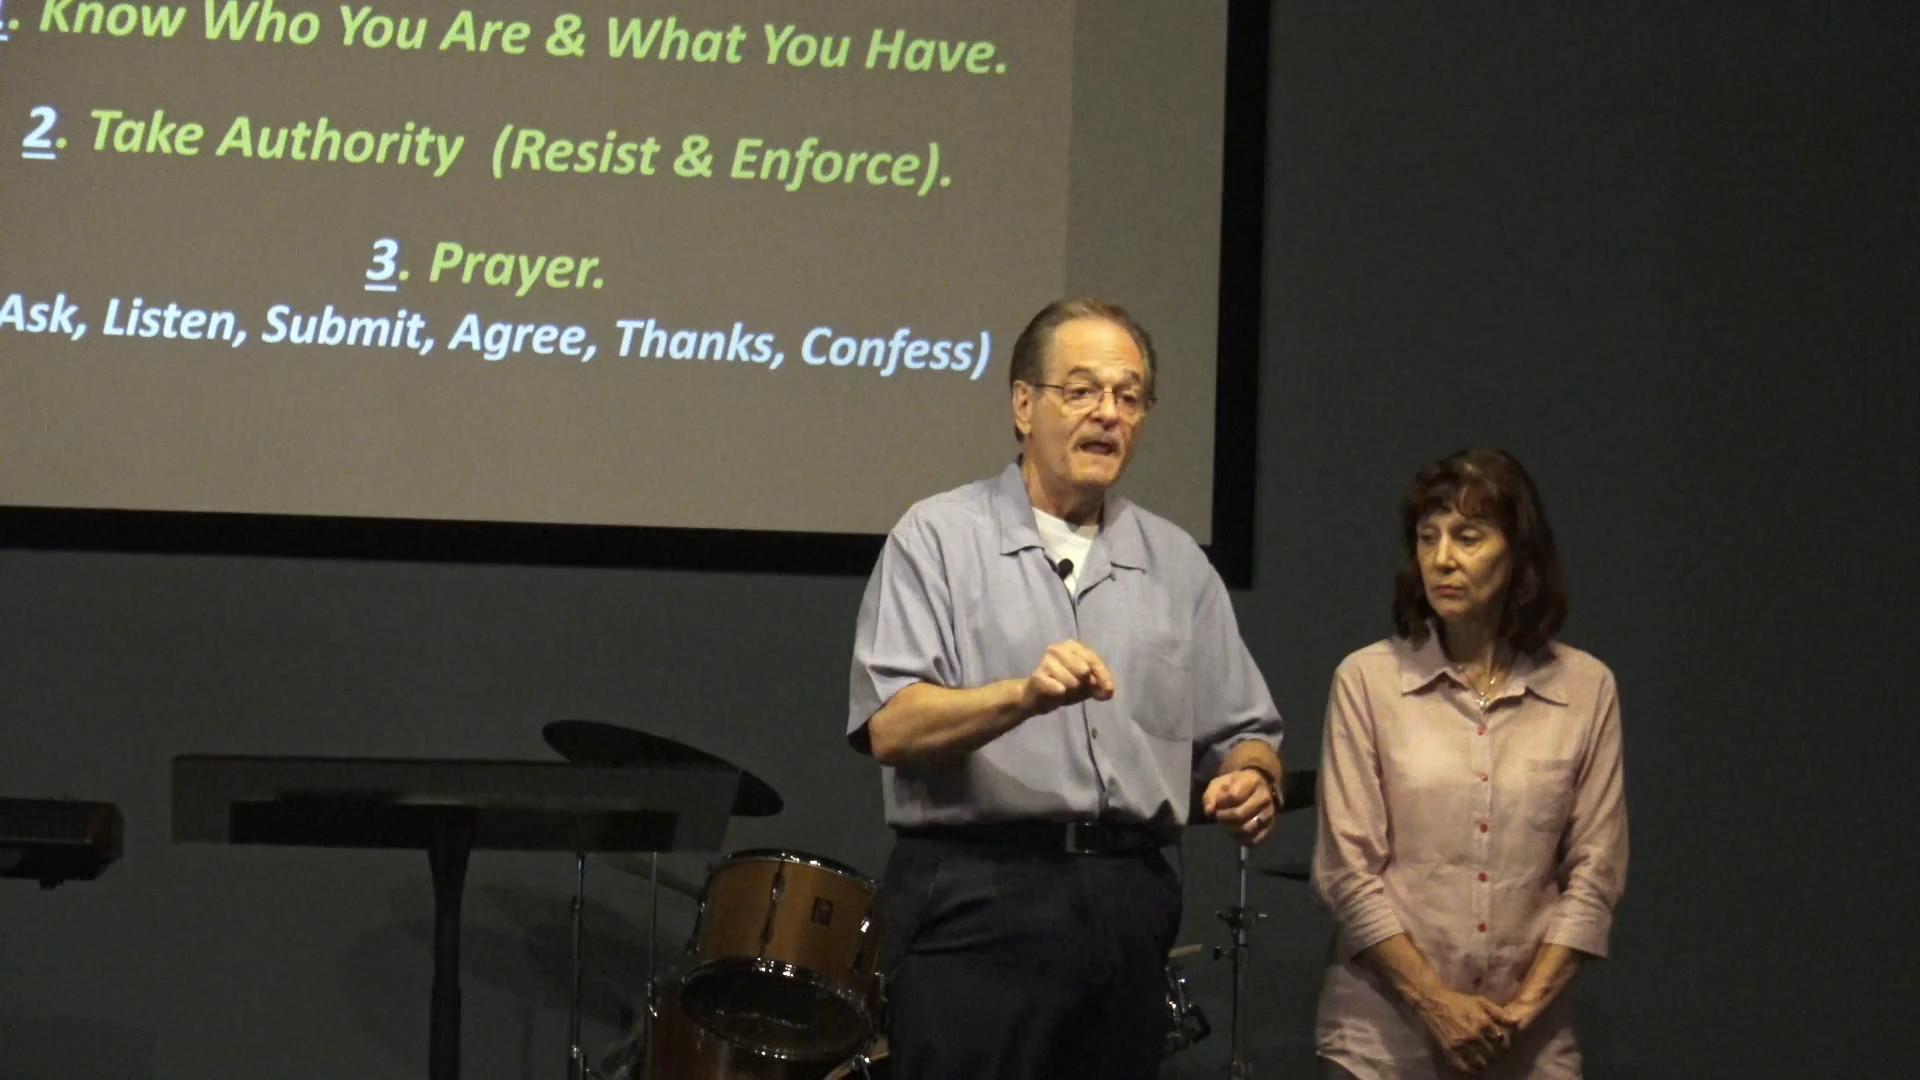 . Know Who You Are & What You Have.
2. Take Authority (Resist & Enforce).
3. Prayer.
Ask, Listen, Submit, Agree, Thanks, Confess)